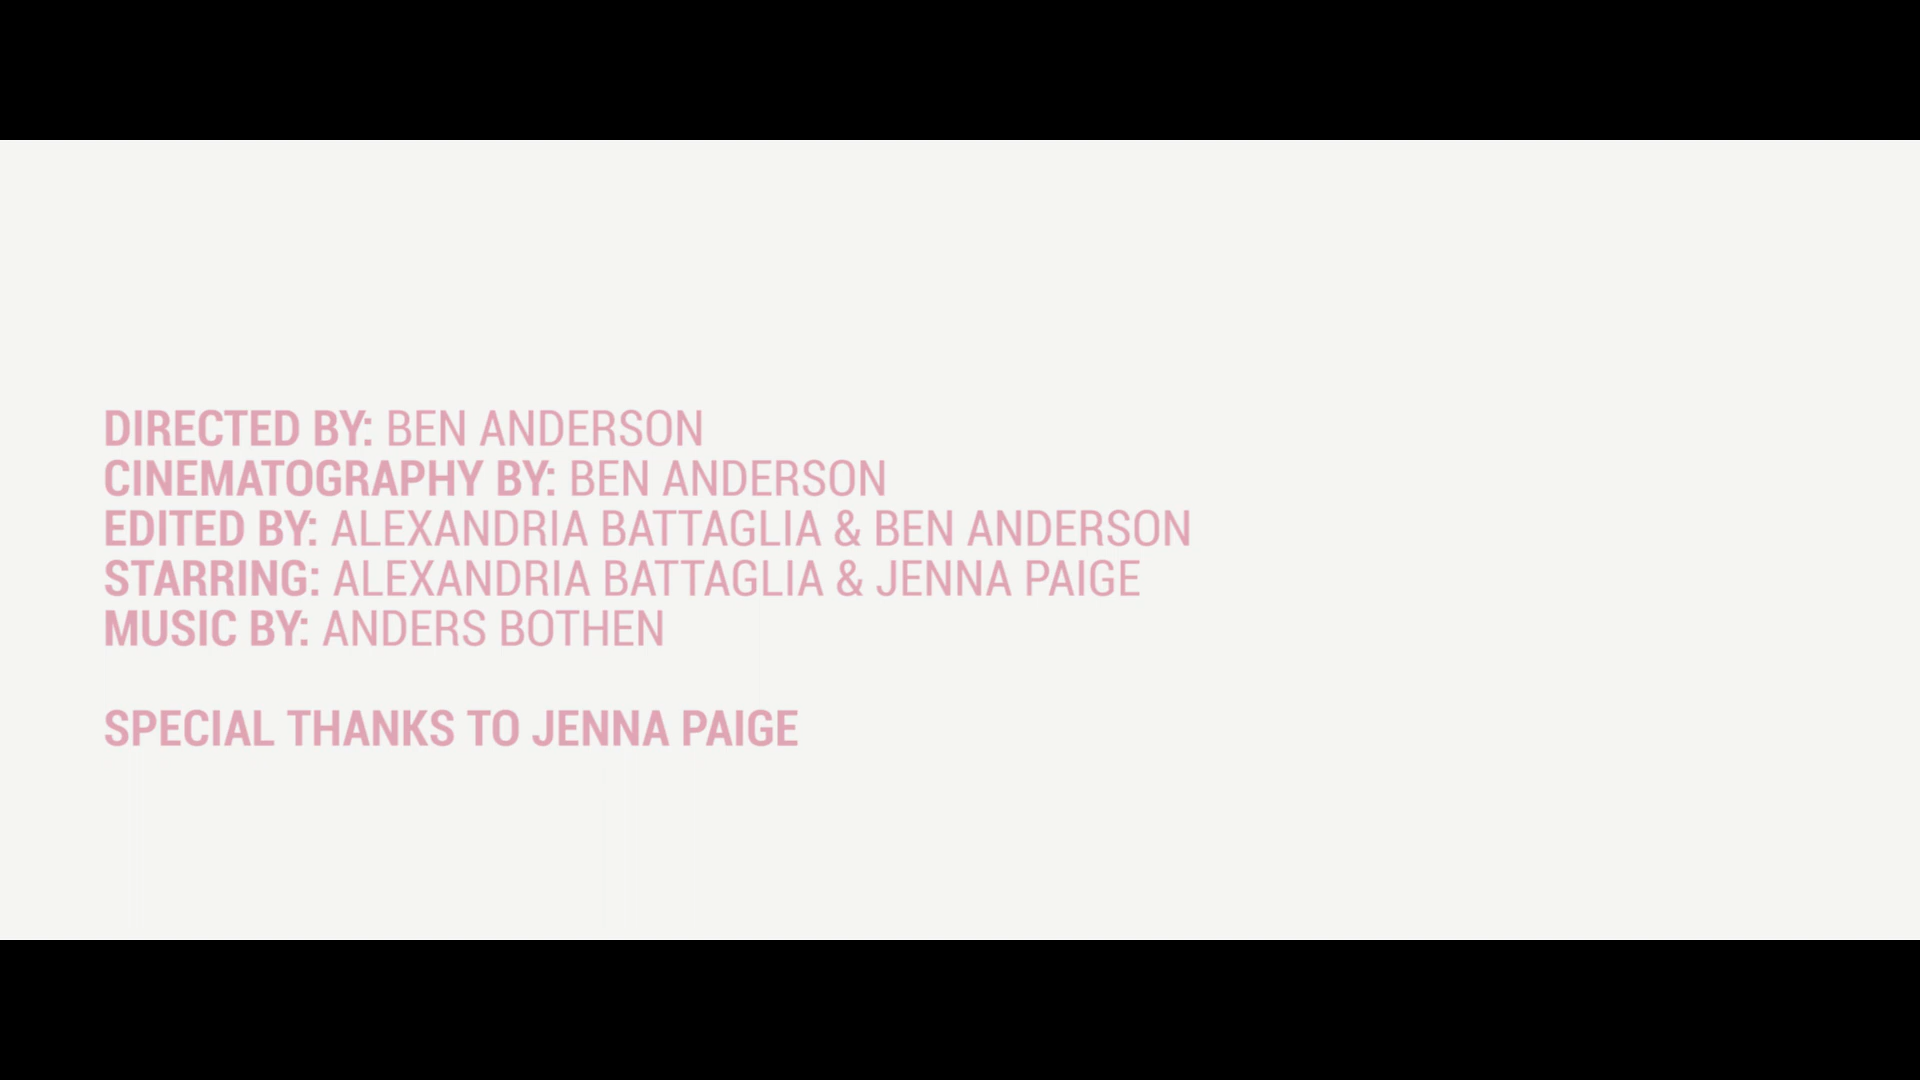 DIRECTED BY: BEN ANDERSON
CINEMATOGRAPHY BY: BEN ANDERSON
EDITED BY: ALEXANDRIA BATTAGLIA & BEN ANDERSON
STARRING: ALEXANDRIA BATTAGLIA & JENNA PAIGE
MUSIC BY: ANDERS BOTHEN
SPECIAL THANKS TO JENNA PAIGE